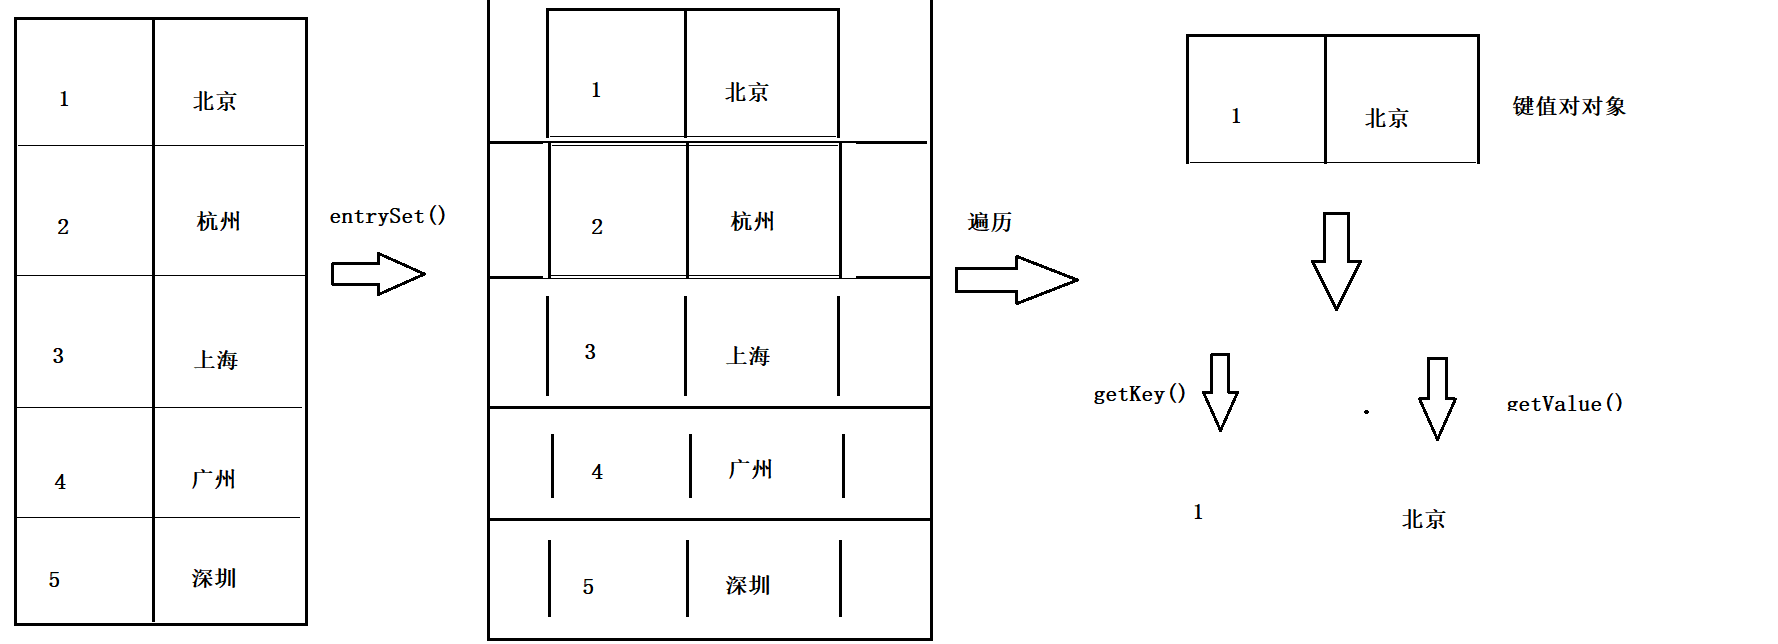 1 北京
2 杭州
3 上海
4 广州
5 深圳
entrySet()
1 北京
2 杭州
3 上海
4 广州
5 深圳
遍历
1 北京
键值对对象
getKey()
getValue()
1
北京